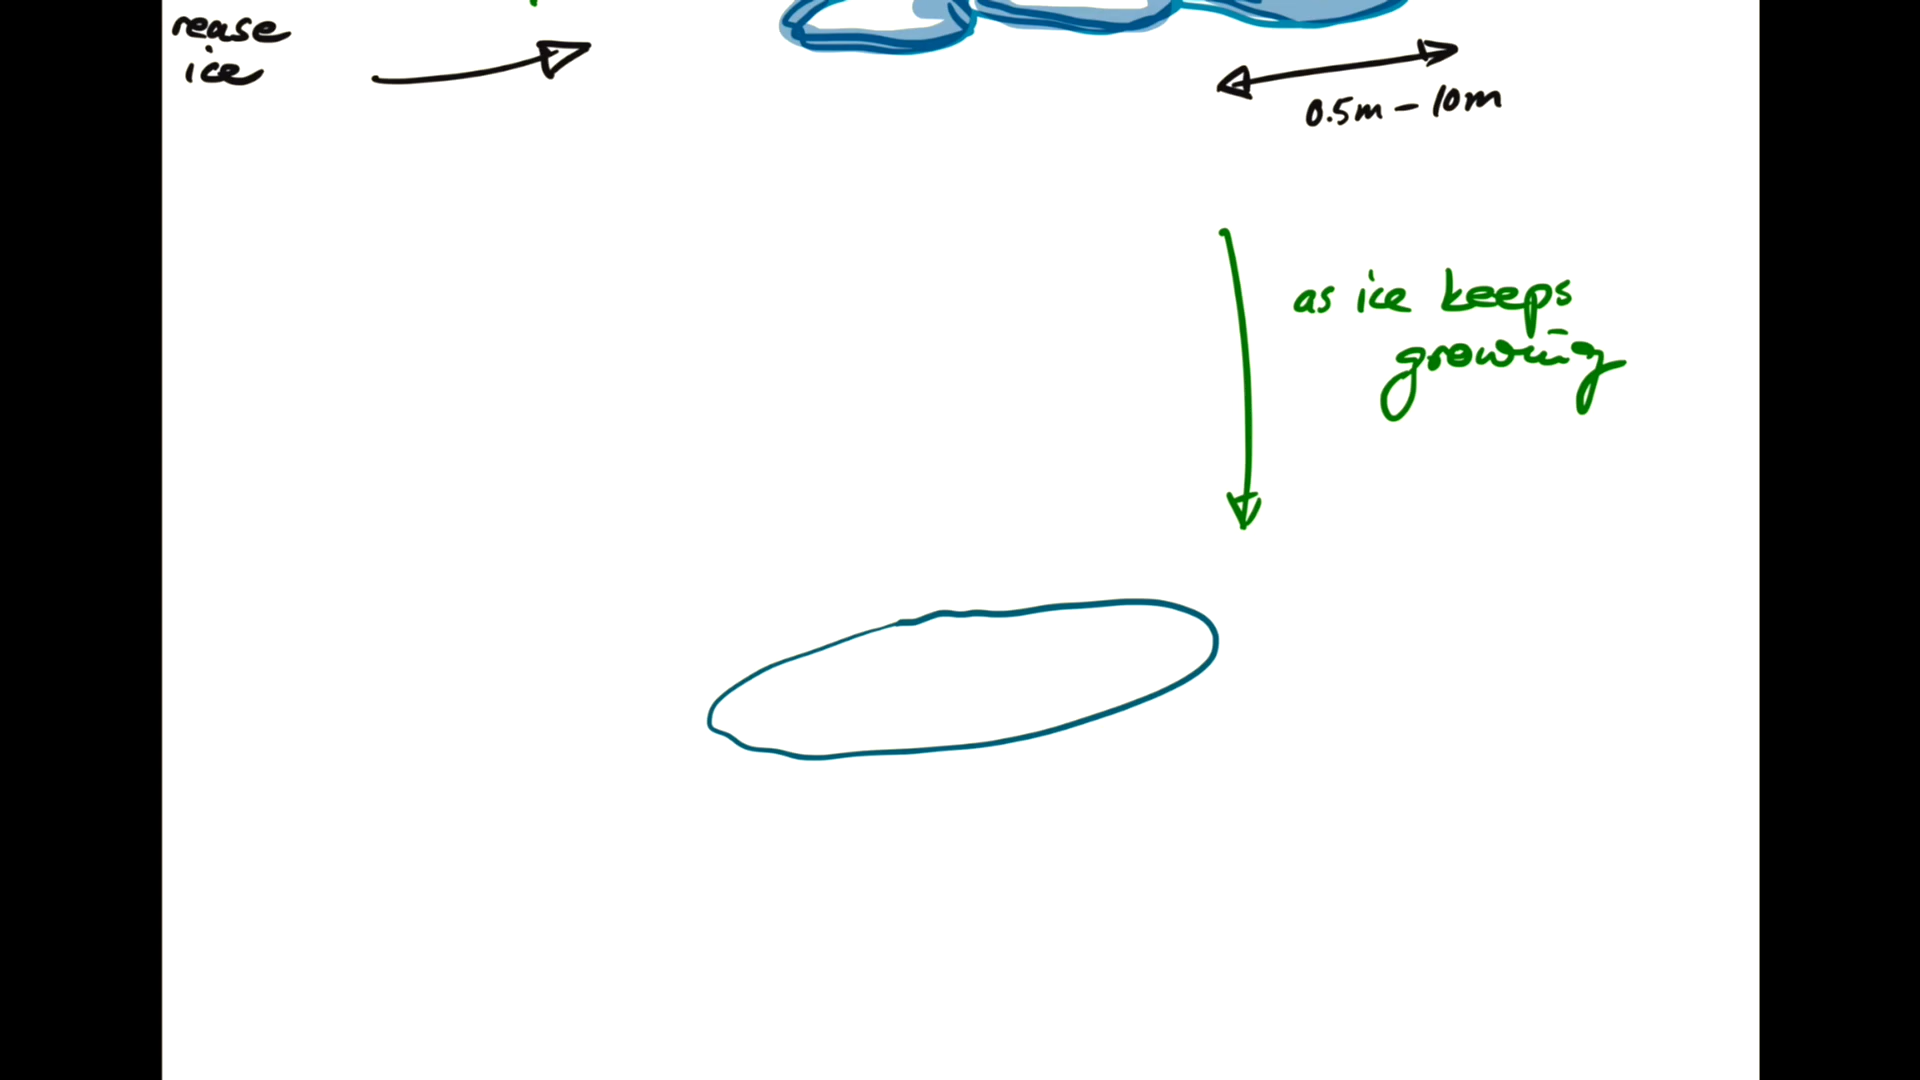 rease
ice
0.5m - 10m
as ice keeps
growing